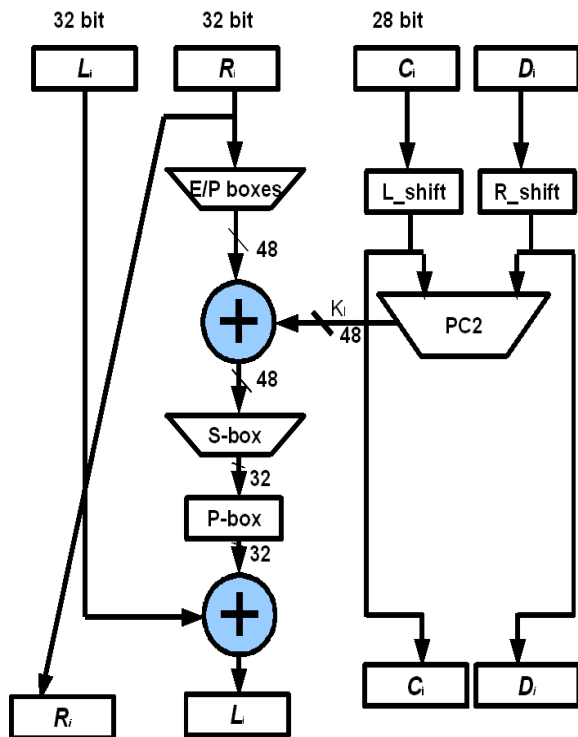 32 bit 32 bit 28 bit
Li Ri Ci Di
E/P boxes L_shift R_shift
48
Ki
48
PC2
48
S-box
32
P-box
32
Ri Li Ci Di